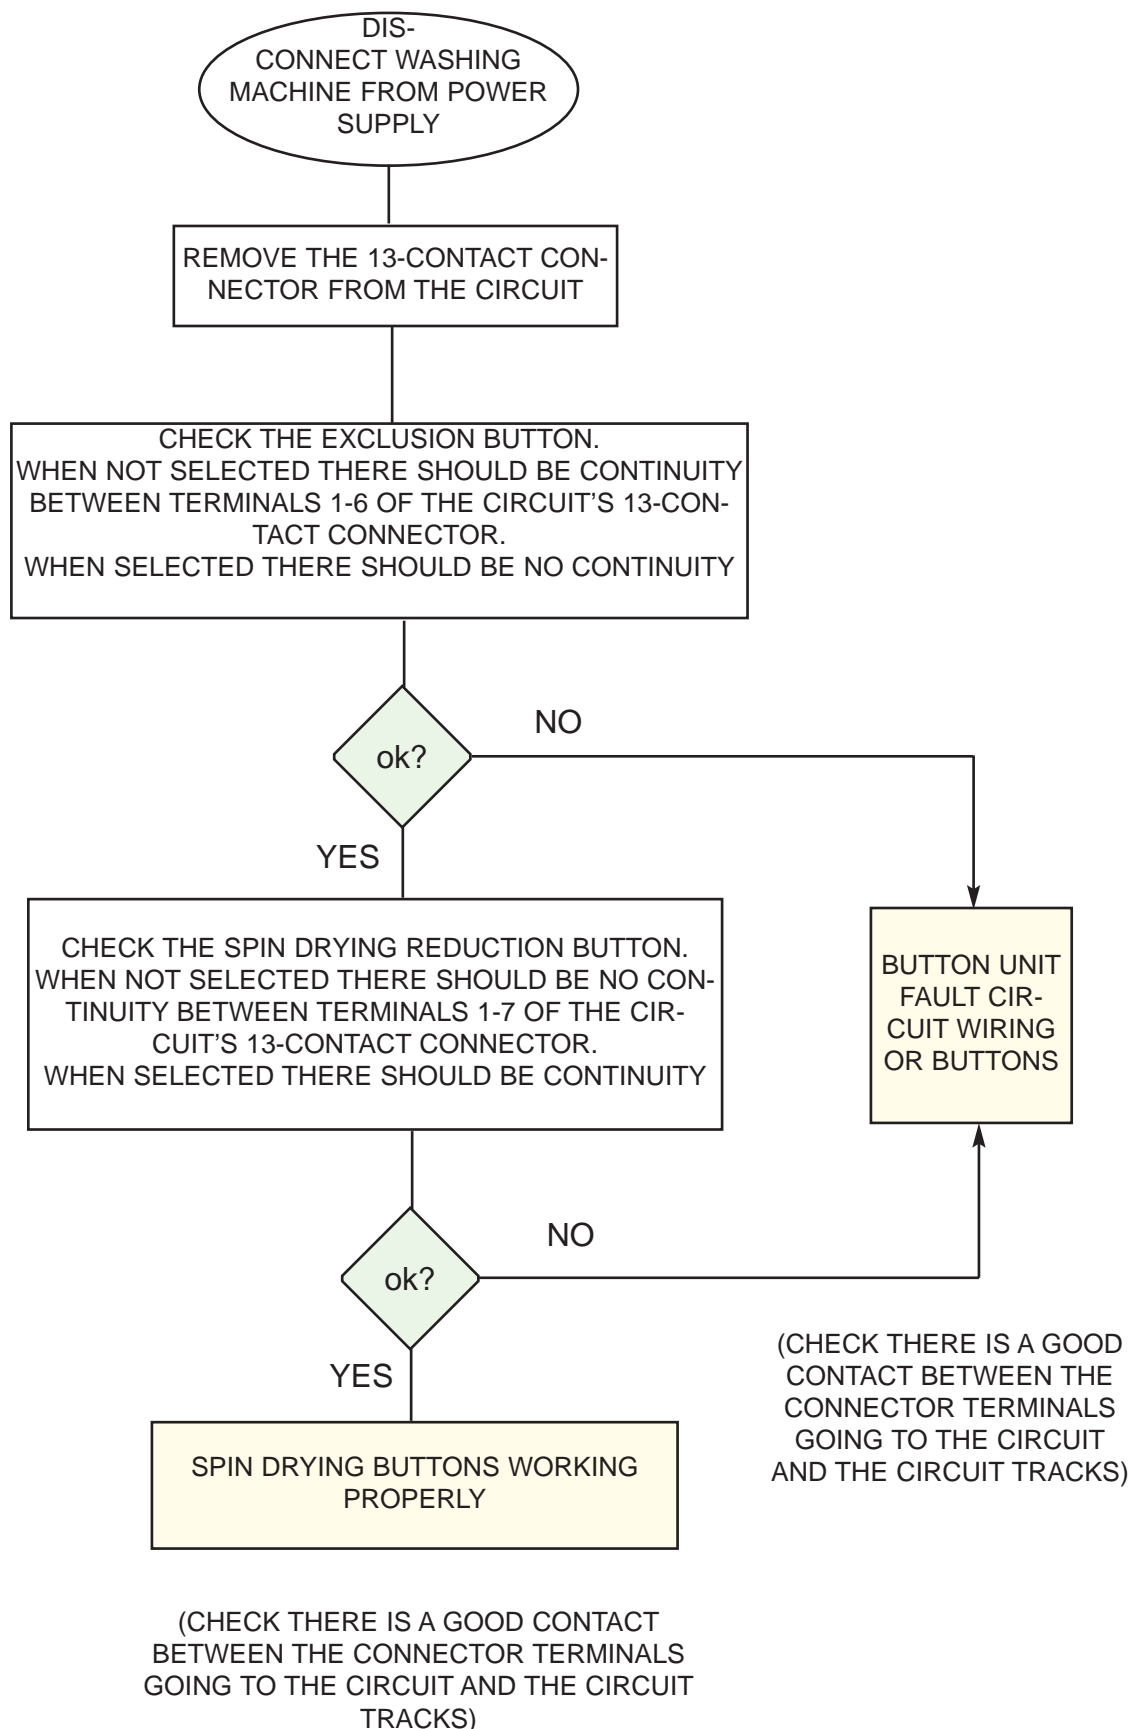 DIS-
CONNECT WASHING
MACHINE FROM POWER
SUPPLY
REMOVE THE 13-CONTACT CON-
NECTOR FROM THE CIRCUIT
CHECK THE EXCLUSION BUTTON.
WHEN NOT SELECTED THERE SHOULD BE CONTINUITY
BETWEEN TERMINALS 1-6 OF THE CIRCUIT'S 13-CON-
TACT CONNECTOR.
WHEN SELECTED THERE SHOULD BE NO CONTINUITY
NO
ok?
YES
CHECK THE SPIN DRYING REDUCTION BUTTON.
WHEN NOT SELECTED THERE SHOULD BE NO CON-
TINUITY BETWEEN TERMINALS 1-7 OF THE CIR-
CUIT'S 13-CONTACT CONNECTOR.
WHEN SELECTED THERE SHOULD BE CONTINUITY
BUTTON UNIT
FAULT CIR-
CUIT WIRING
OR BUTTONS
NO
ok?
YES
(CHECK THERE IS A GOOD
CONTACT BETWEEN THE
CONNECTOR TERMINALS
GOING TO THE CIRCUIT
AND THE CIRCUIT TRACKS)
SPIN DRYING BUTTONS WORKING
PROPERLY
(CHECK THERE IS A GOOD CONTACT
BETWEEN THE CONNECTOR TERMINALS
GOING TO THE CIRCUIT AND THE CIRCUIT
TRACKS)